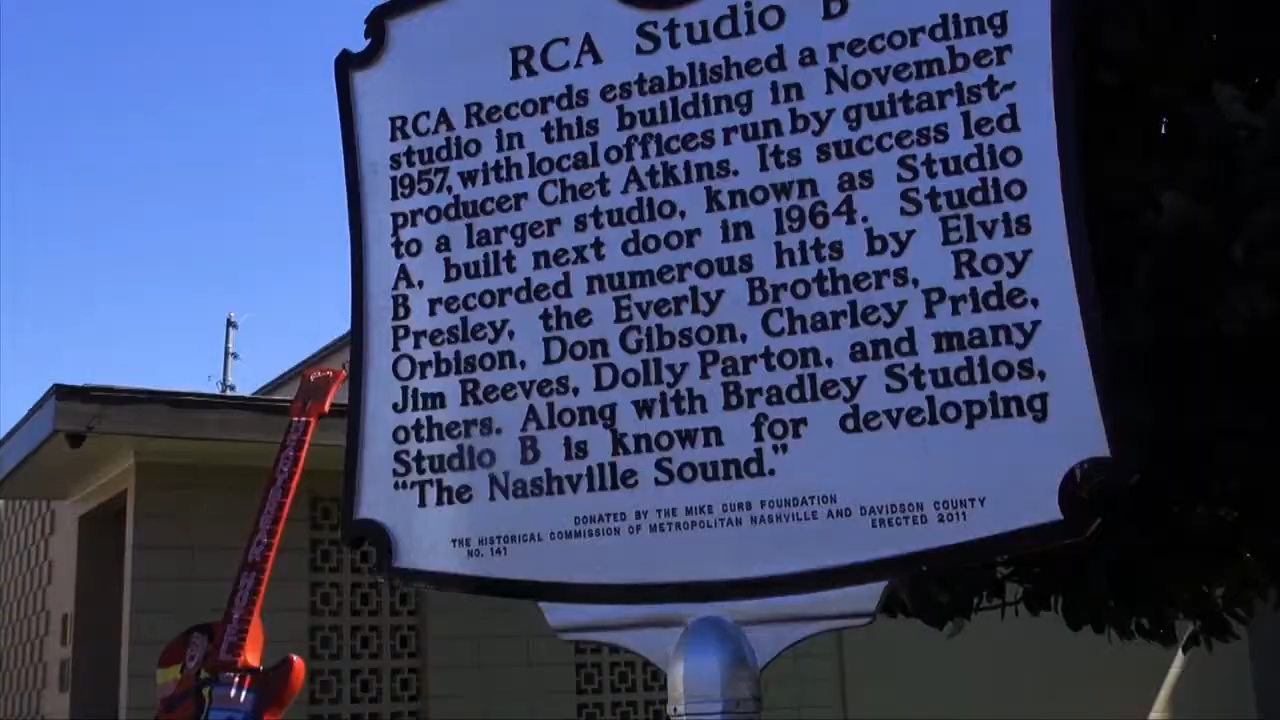 RCA Studio B
RCA Records established a recording
studio in this building in November
1957, with local offices run by guitarist-
producer Chet Atkins. Its success led
to a larger studio, known as Studio
A, built next door in 1964. Studio
B recorded numerous hits by Elvis
Presley, the Everly Brothers, Roy
Orbison, Don Gibson, Charley Pride,
Jim Reeves, Dolly Parton, and many
others. Along with Bradley Studios,
Studio B is known for developing
“The Nashville Sound.”
DONATED BY THE MIKE CURB FOUNDATION
THE HISTORICAL COMMISSION OF METROPOLITAN NASHVILLE AND DAVIDSON COUNTY
NO. 141 ERECTED 2011